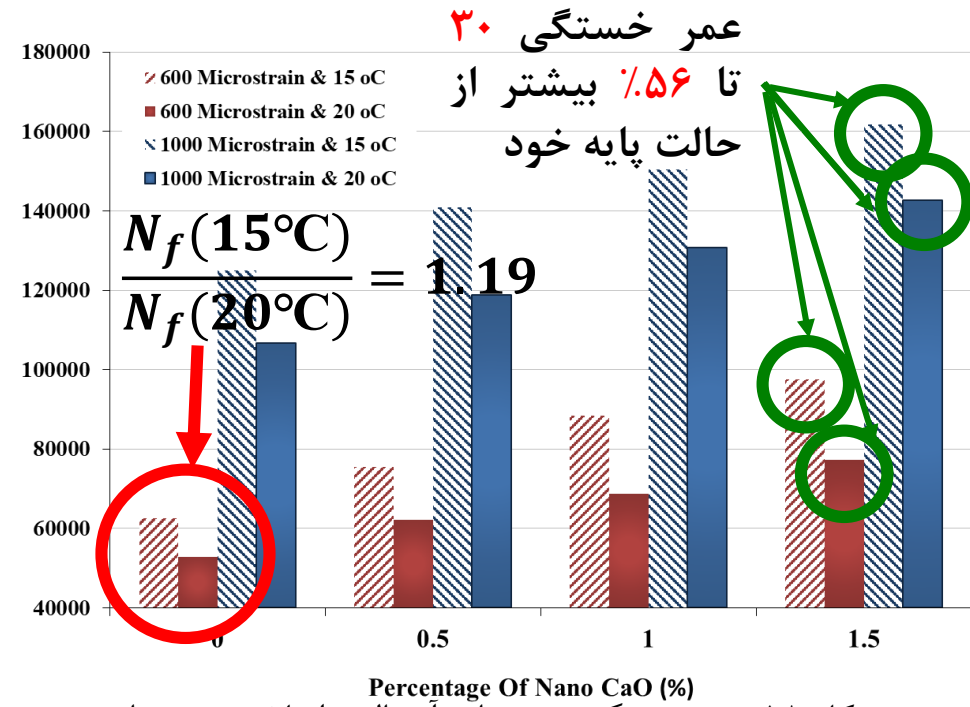 عمر خستگی ۳۰
تا ۵۶٪ بیشتر از
حالت پایه خود
180000
160000
140000
120000
100000
80000
60000
40000
600 Microstrain & 15 oC
600 Microstrain & 20 oC
1000 Microstrain & 15 oC
1000 Microstrain & 20 oC
N_f(15°C)
N_f(20°C)
= 1.19
0 0.5 1 1.5
Percentage Of Nano CaO (%)